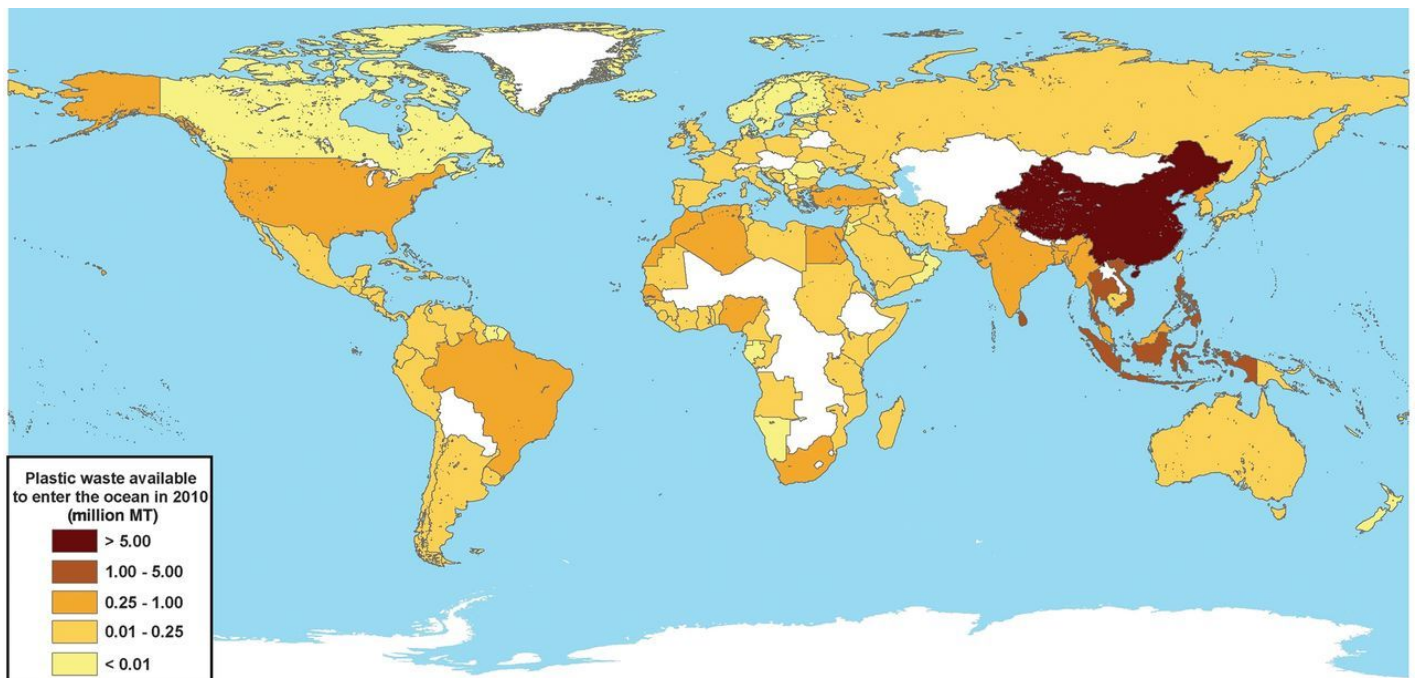 Plastic waste available
to enter the ocean in 2010
(million MT)
> 5.00
1.00 - 5.00
0.25 - 1.00
0.01 - 0.25
< 0.01